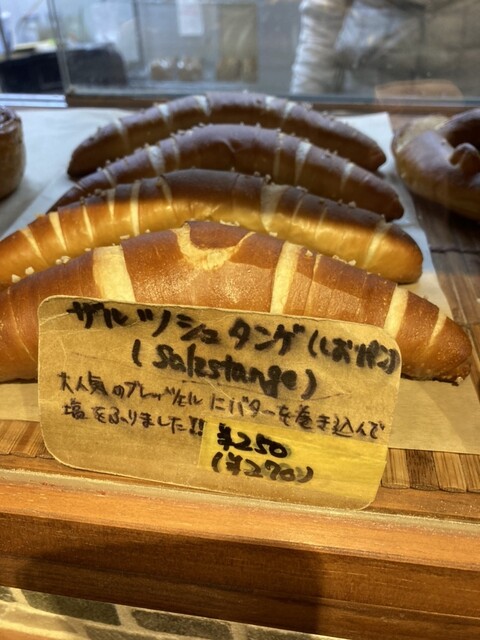 ザルツシュタンゲ(しおパン)
(Salzstange)
大人気のプレッツェルにバターを巻き込んで
塩をふりました!!
¥250
(¥270)